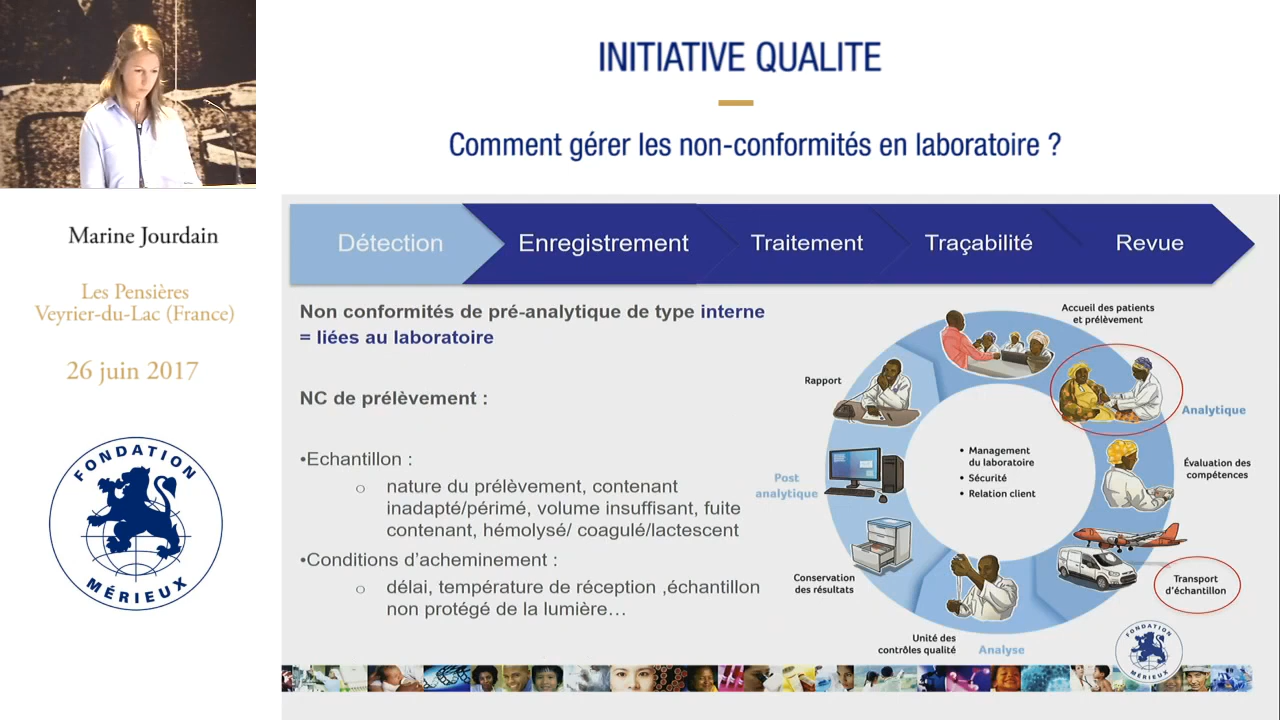 INITIATIVE QUALITE
Comment gérer les non-conformités en laboratoire ?
Marine Jourdain
Les Pensières
Veyrier-du-Lac (France)
26 juin 2017
FONDATION
MÉRIEUX
Détection
Enregistrement
Traitement
Traçabilité
Revue
Non conformités de pré-analytique de type interne
= liées au laboratoire
NC de prélèvement :
•Echantillon :
o nature du prélèvement, contenant
inadapté/périmé, volume insuffisant, fuite
contenant, hémolysé/ coagulé/lactescent
•Conditions d'acheminement :
o délai, température de réception ,échantillon
non protégé de la lumière…
Accueil des patients
et prélèvement
Rapport
Analytique
• Management
du laboratoire
• Sécurité
• Relation client
Évaluation des
compétences
Post
analytique
Conservation
des résultats
Transport
d'échantillon
Unité des
contrôles qualité
Analyse
FONDATION
MÉRIEUX